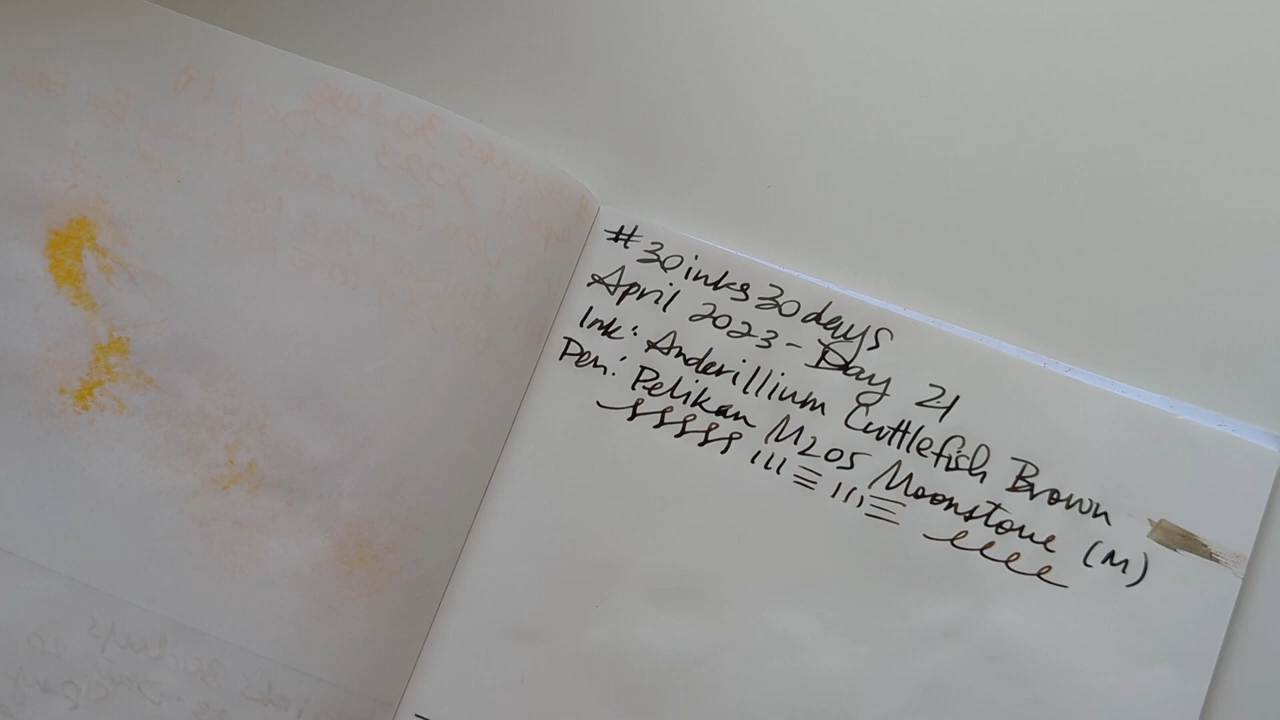 #30inks30days
April 2023 - Day 21
Ink: Anderillium Cuttlefish Brown
Pen: Pelikan M205 Moonstone (M)